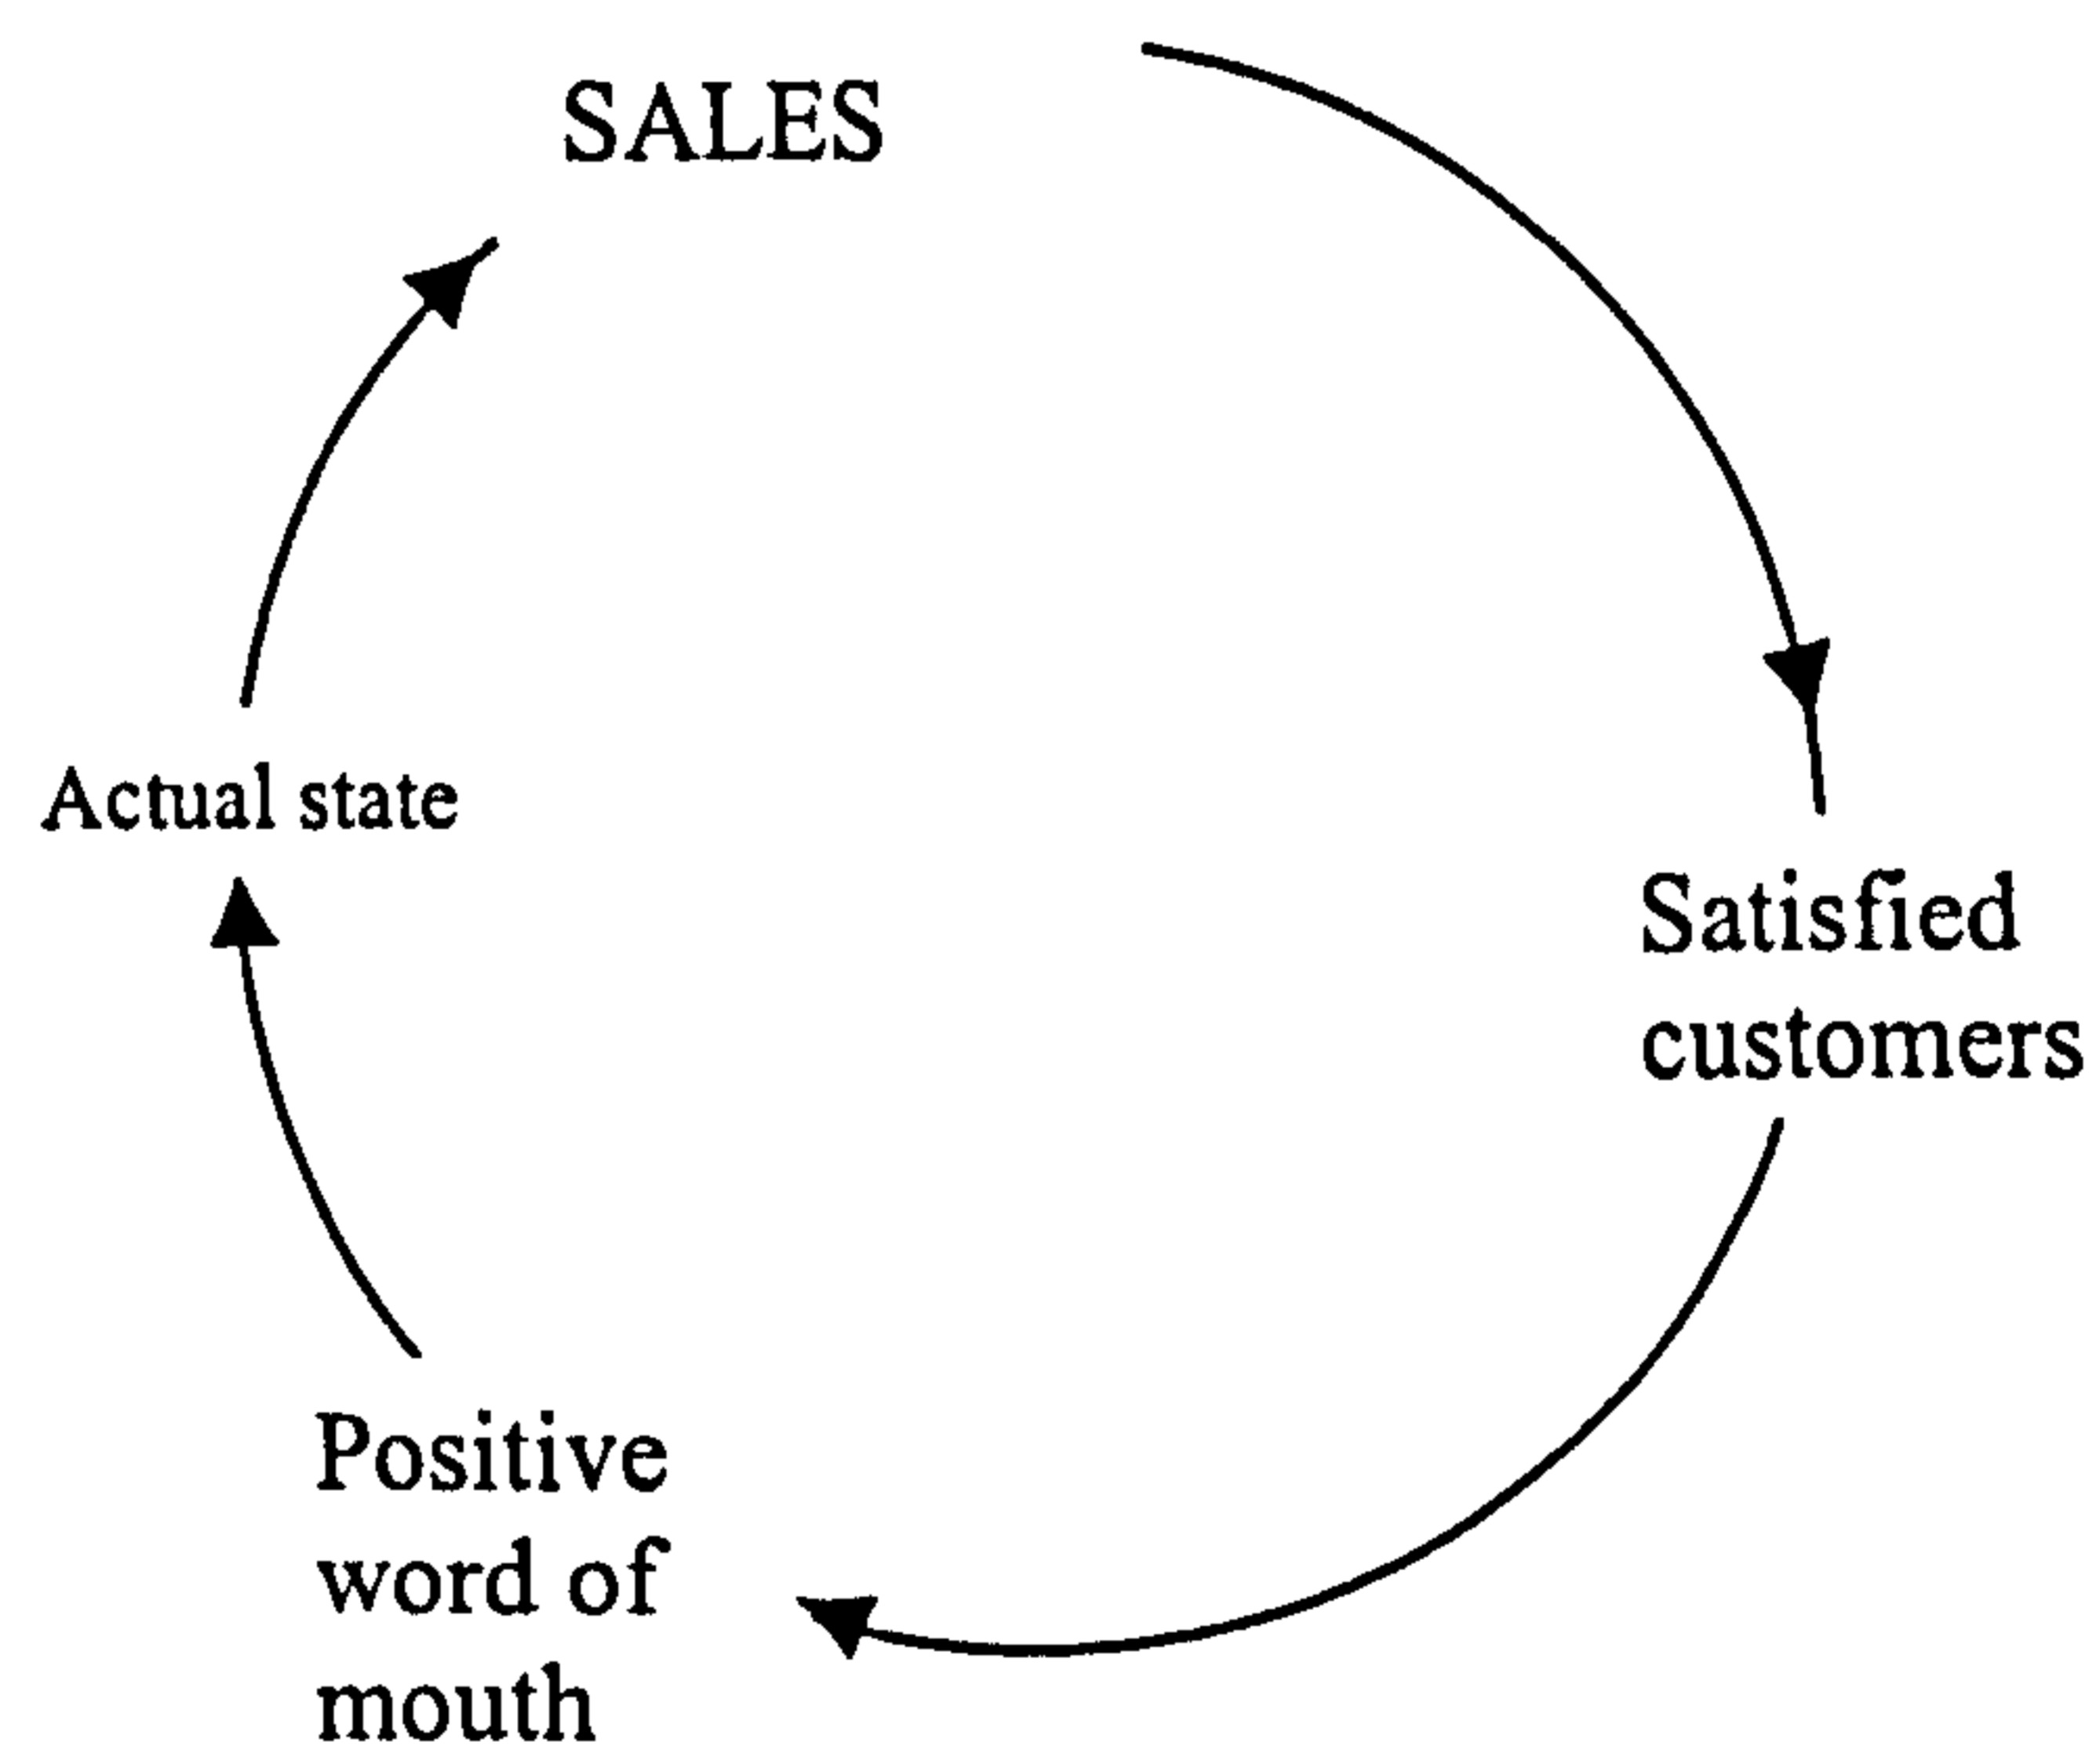 SALES
Actual state
Satisfied
customers
Positive
word of
mouth